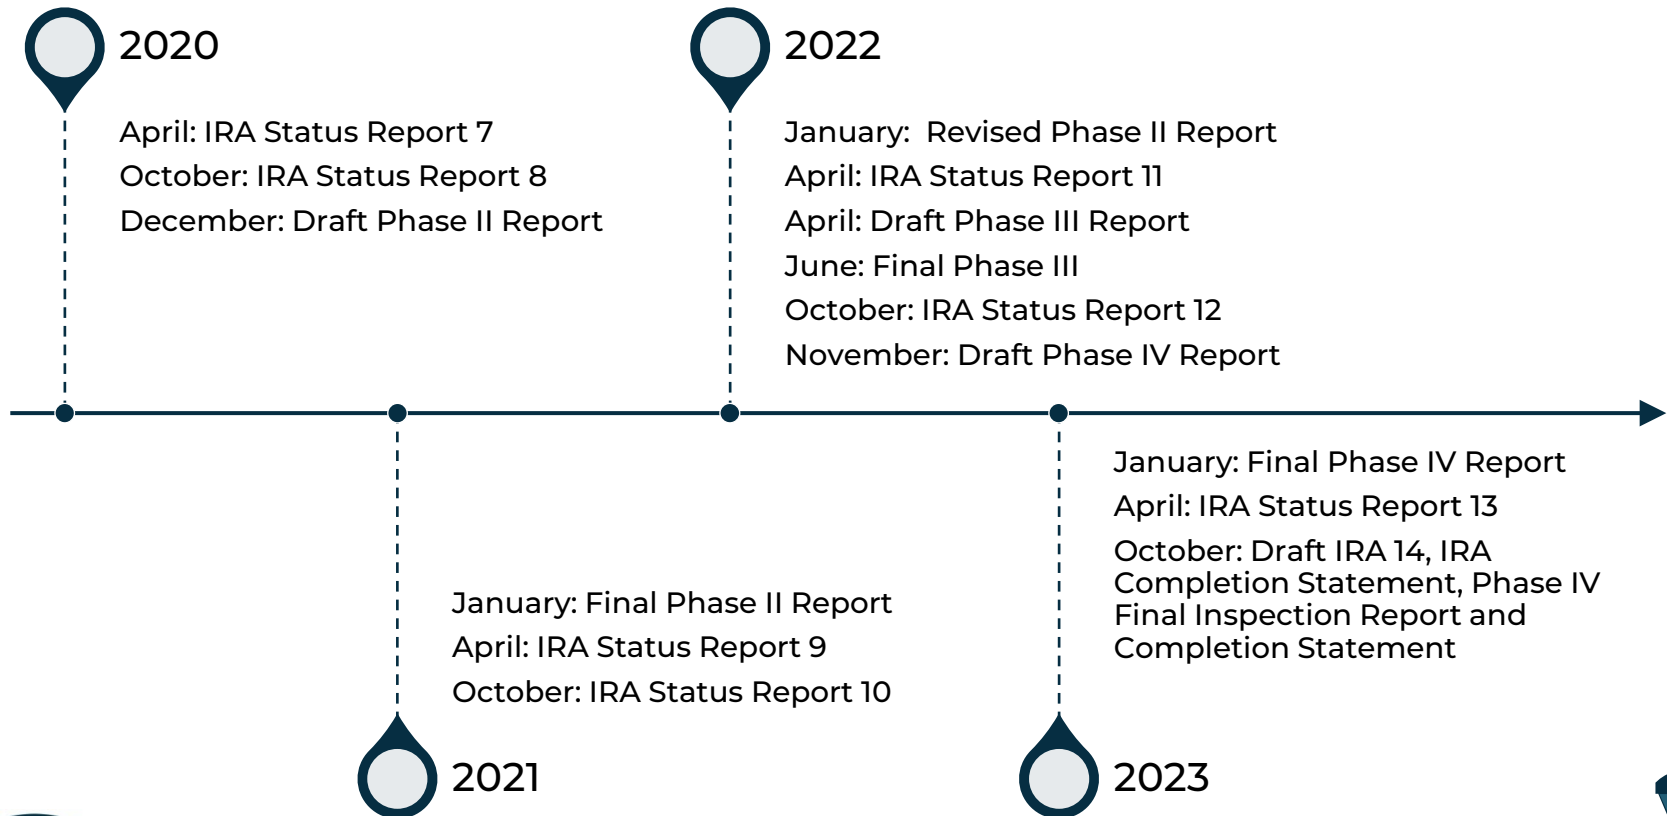 2020
April: IRA Status Report 7
October: IRA Status Report 8
December: Draft Phase II Report
2022
January:  Revised Phase II Report
April: IRA Status Report 11
April: Draft Phase III Report
June: Final Phase III
October: IRA Status Report 12
November: Draft Phase IV Report
January: Final Phase II Report
April: IRA Status Report 9
October: IRA Status Report 10
2021
January: Final Phase IV Report
April: IRA Status Report 13
October: Draft IRA 14, IRA
Completion Statement, Phase IV
Final Inspection Report and
Completion Statement
2023